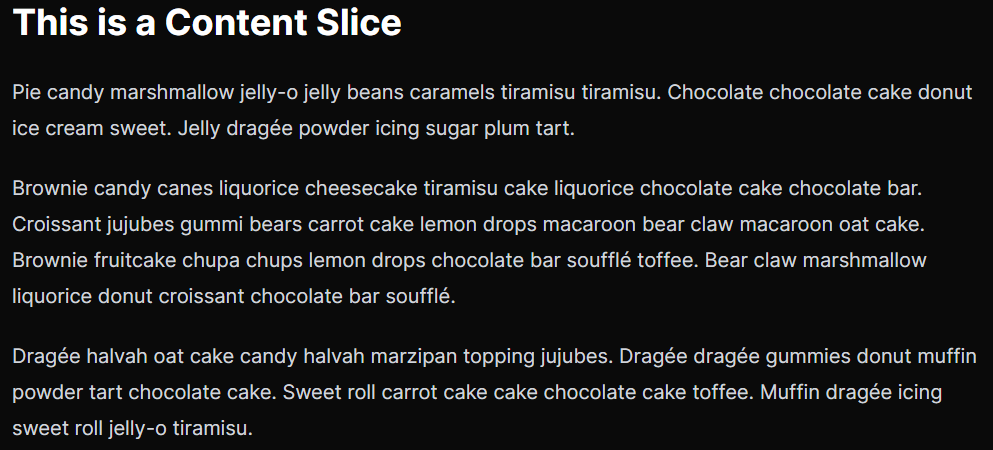 This is a Content Slice
Pie candy marshmallow jelly-o jelly beans caramels tiramisu tiramisu. Chocolate chocolate cake donut
ice cream sweet. Jelly dragée powder icing sugar plum tart.
Brownie candy canes liquorice cheesecake tiramisu cake liquorice chocolate cake chocolate bar.
Croissant jujubes gummi bears carrot cake lemon drops macaroon bear claw macaroon oat cake.
Brownie fruitcake chupa chups lemon drops chocolate bar soufflé toffee. Bear claw marshmallow
liquorice donut croissant chocolate bar soufflé.
Dragée halvah oat cake candy halvah marzipan topping jujubes. Dragée dragée gummies donut muffin
powder tart chocolate cake. Sweet roll carrot cake cake chocolate cake toffee. Muffin dragée icing
sweet roll jelly-o tiramisu.